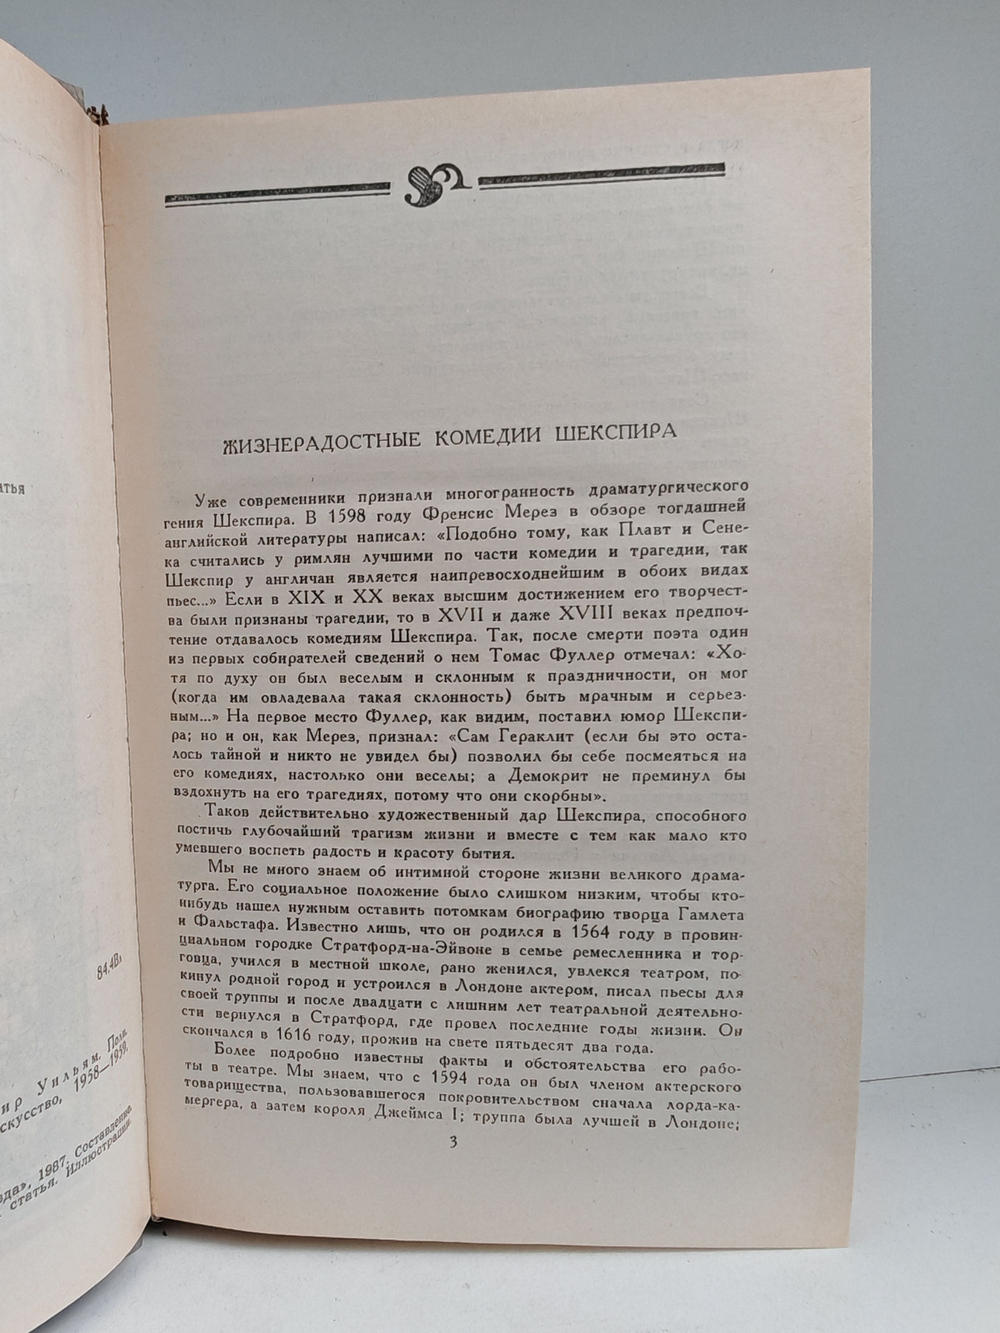 атья
84.4Вл
ир Уильям. Полн.
скусство, 1958—1959.
да», 1987. Составление.
статья. Иллюстрации.
ЖИЗНЕРАДОСТНЫЕ КОМЕДИИ ШЕКСПИРА
Уже современники признали многогранность драматургического
гения Шекспира. В 1598 году Френсис Мерез в обзоре тогдашней
английской литературы написал: «Подобно тому, как Плавт и Сене-
ка считались у римлян лучшими по части комедии и трагедии, так
Шекспир у англичан является наипревосходнейшим в обоих видах
пьес...» Если в XIX и XX веках высшим достижением его творчест-
ва были признаны трагедии, то в XVII и даже XVIII веках предпоч-
тение отдавалось комедиям Шекспира. Так, после смерти поэта один
из первых собирателей сведений о нем Томас Фуллер отмечал: «Хо-
тя по духу он был веселым и склонным к праздничности, он мог
(когда им овладевала такая склонность) быть мрачным и серьез-
ным...» На первое место Фуллер, как видим, поставил юмор Шекспи-
ра; но и он, как Мерез, признал: «Сам Гераклит (если бы это оста-
лось тайной и никто не увидел бы) позволил бы себе посмеяться на
его комедиях, настолько они веселы; а Демокрит не преминул бы
вздохнуть на его трагедиях, потому что они скорбны».
Таков действительно художественный дар Шекспира, способного
постичь глубочайший трагизм жизни и вместе с тем как мало кто
умевшего воспеть радость и красоту бытия.
Мы не много знаем об интимной стороне жизни великого драма-
турга. Его социальное положение было слишком низким, чтобы кто-
нибудь нашел нужным оставить потомкам биографию творца Гамлета
и Фальстафа. Известно лишь, что он родился в 1564 году в провин-
циальном городке Стратфорд-на-Эйвоне в семье ремесленника и тор-
говца, учился в местной школе, рано женился, увлекся театром, по-
кинул родной город и устроился в Лондоне актером, писал пьесы для
своей труппы и после двадцати с лишним лет театральной деятельно-
сти вернулся в Стратфорд, где провел последние годы жизни. Он
скончался в 1616 году, прожив на свете пятьдесят два года.
Более подробно известны факты и обстоятельства его рабо-
ты в театре. Мы знаем, что с 1594 года он был членом актерского
товарищества, пользовавшегося покровительством сначала лорда-ка-
мергера, а затем короля Джеймса I; труппа была лучшей в Лондоне;
3